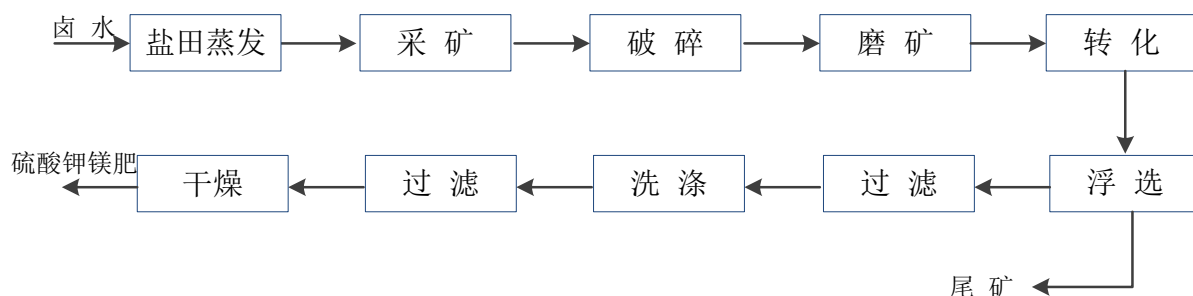 卤 水
盐田蒸发
采 矿
破 碎
磨 矿
转 化
硫酸钾镁肥
干燥
过 滤
洗 涤
过 滤
浮 选
尾 矿